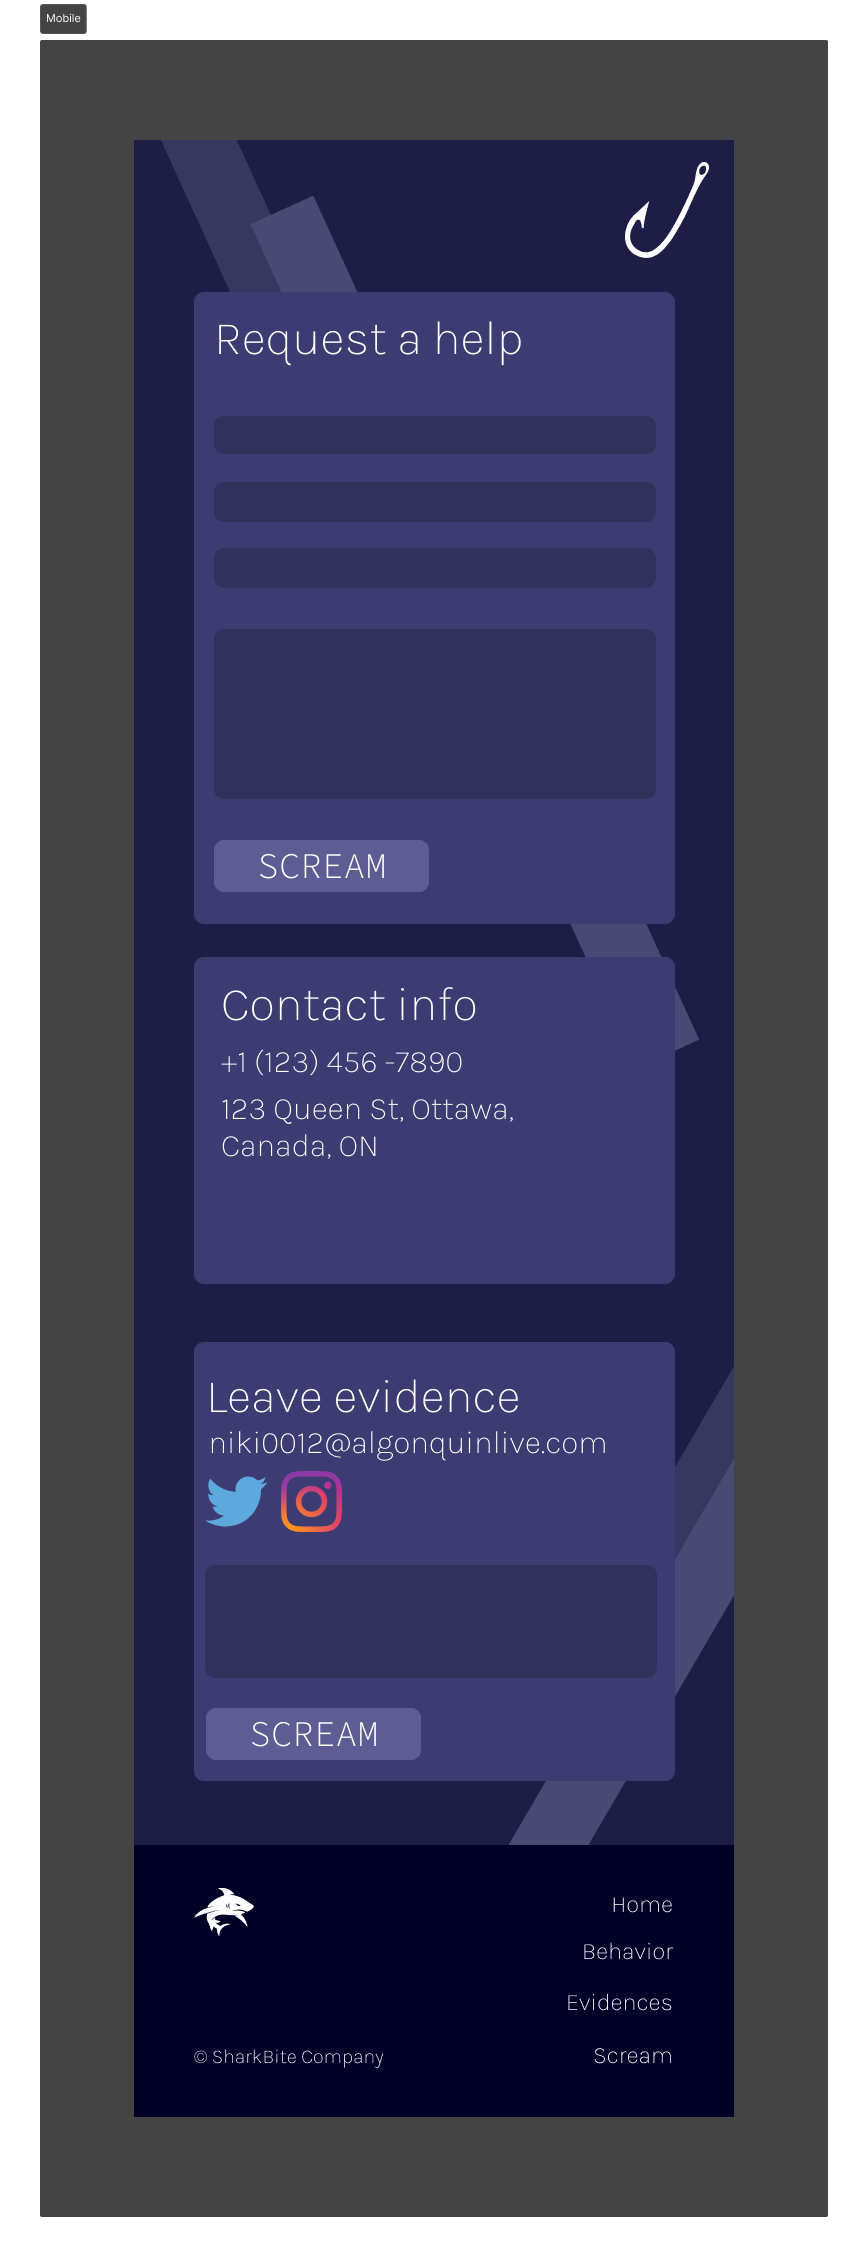 Mobile
Request a help
SCREAM
Contact info
+1 (123) 456 -7890
123 Queen St, Ottawa,
Canada, ON
Leave evidence
niki0012@algonquinlive.com
SCREAM
Home
Behavior
Evidences
Scream
© SharkBite Company